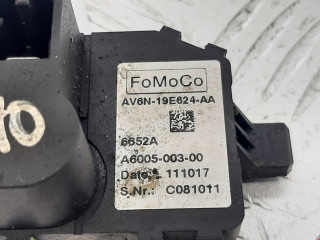 FoMoCo
AV6N-19E624-AA
6652A
A6005-003-00
Date.: 111017
S.Nr.: C081011